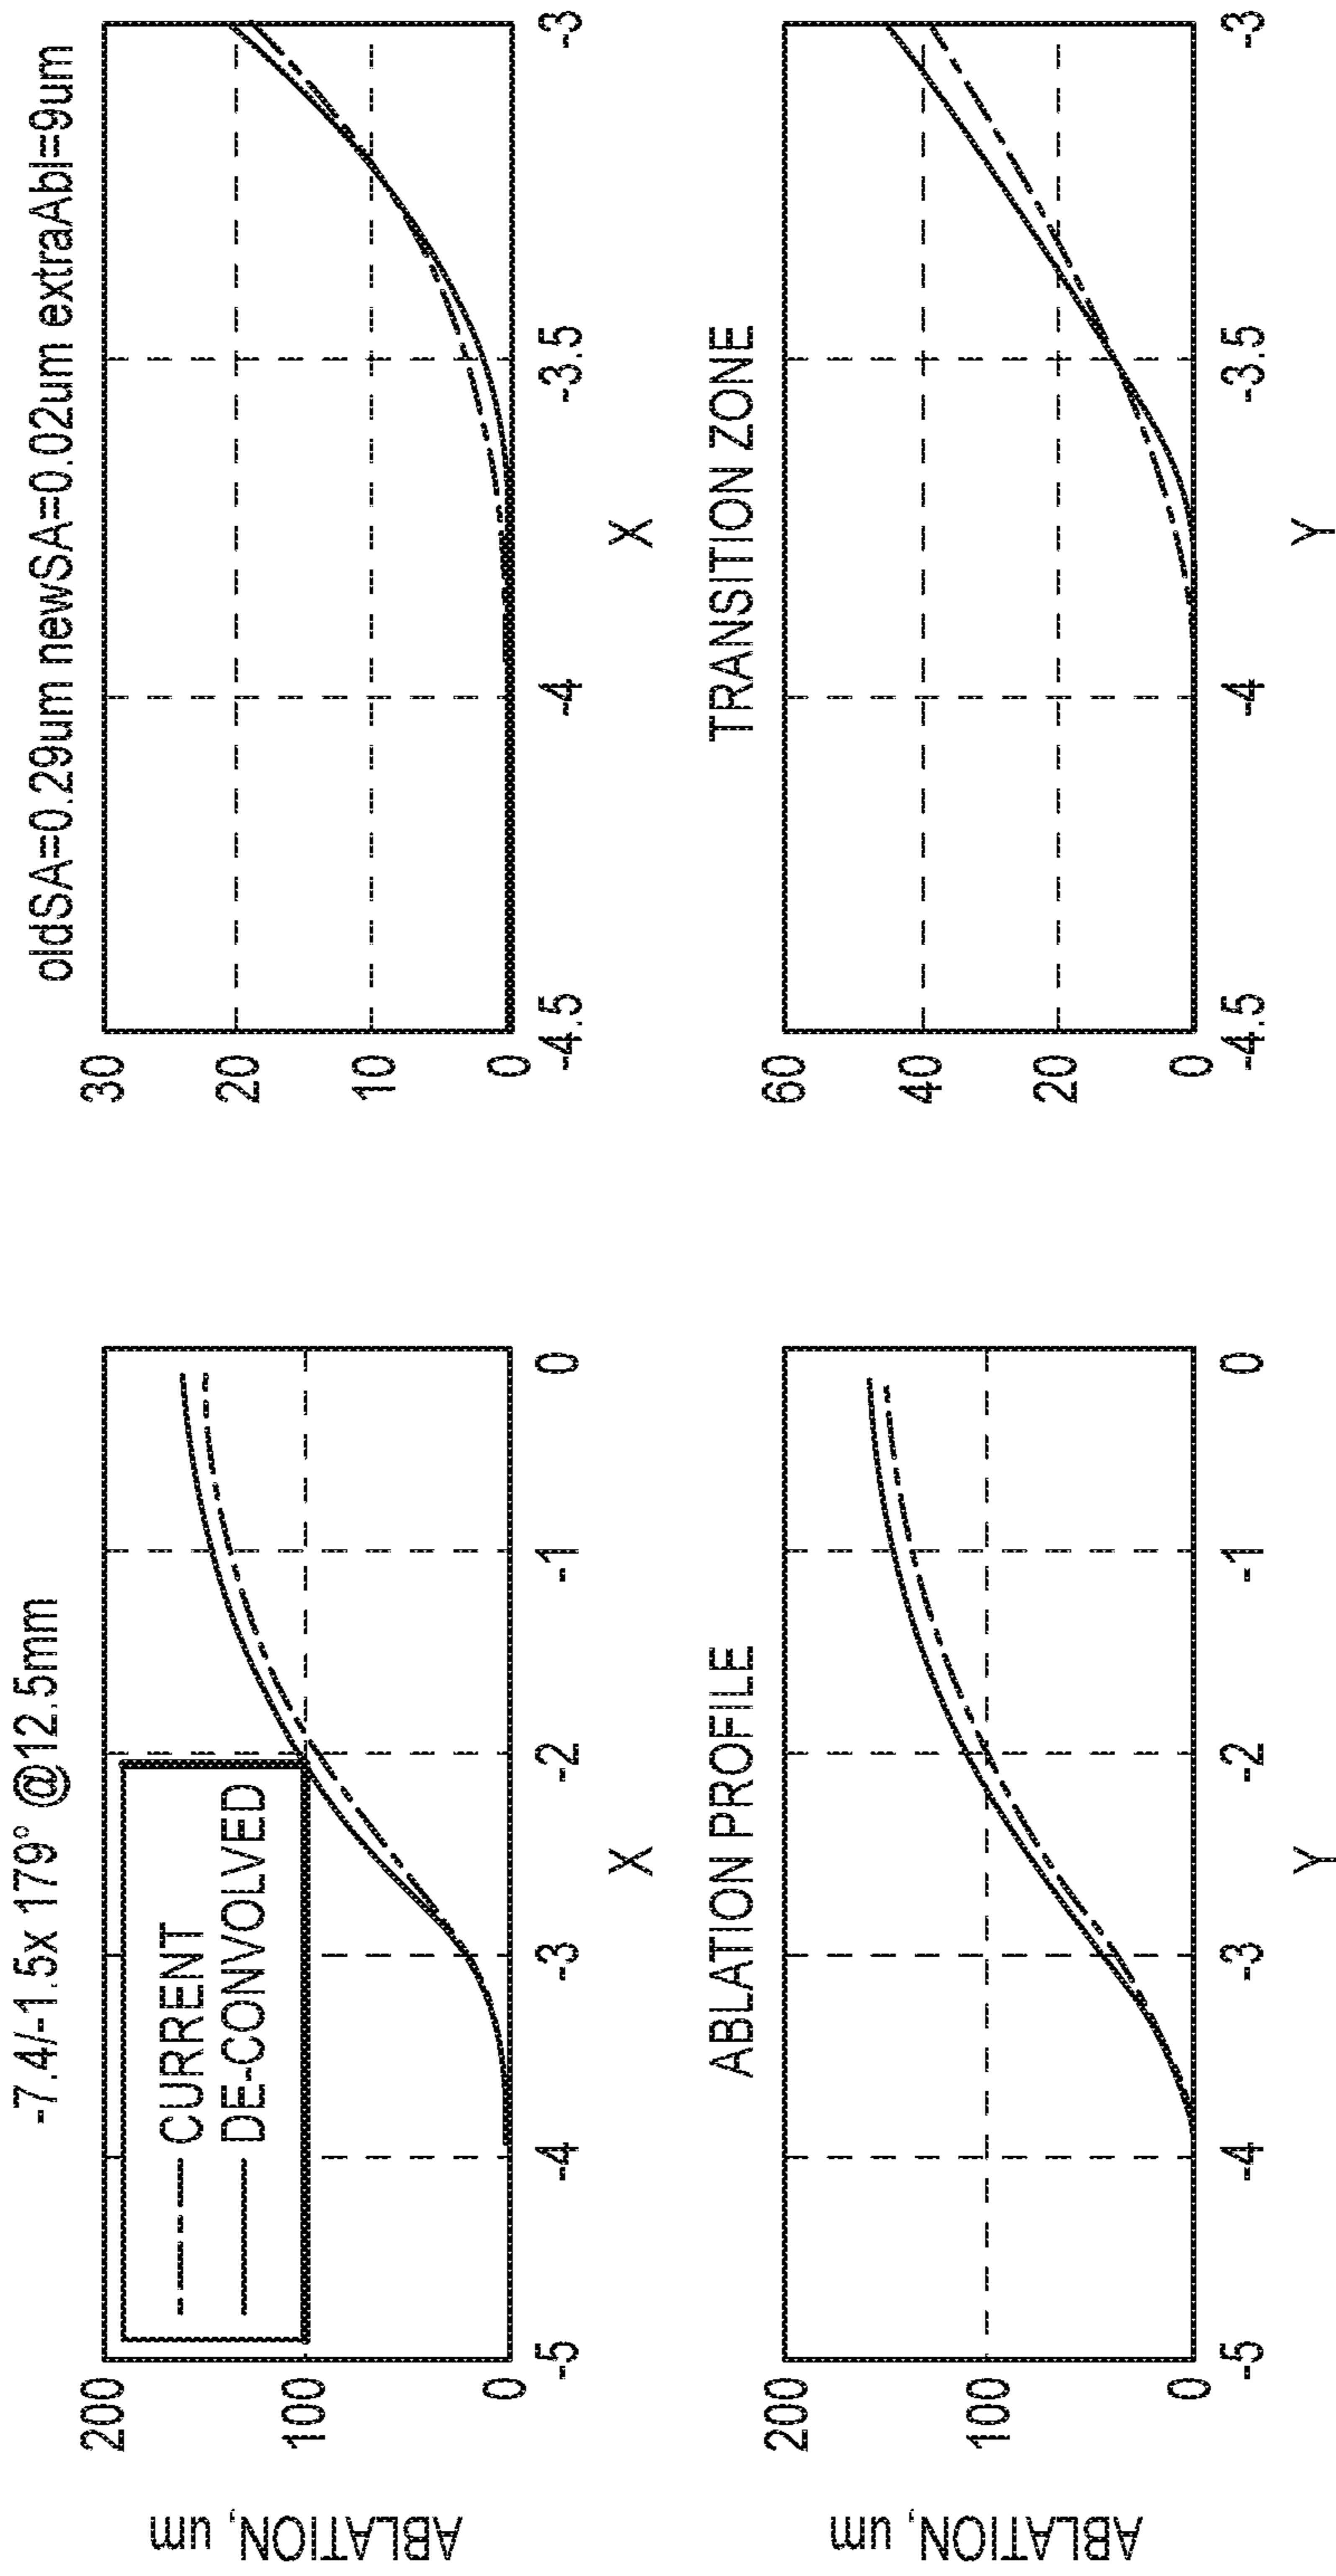 -7.4/-1.5x 179° @12.5mm
ABLATION, um
200
100
0
CURRENT
DE-CONVOLVED
-5
-4
-3
-2
-1
0
X
oldSA=0.29um newSA=0.02um extraAbl=9um
30
20
10
0
-4.5
-4
-3.5
-3
X
ABLATION PROFILE
ABLATION, um
200
100
0
-5
-4
-3
-2
-1
0
Y
TRANSITION ZONE
60
40
20
0
-4.5
-4
-3.5
-3
Y